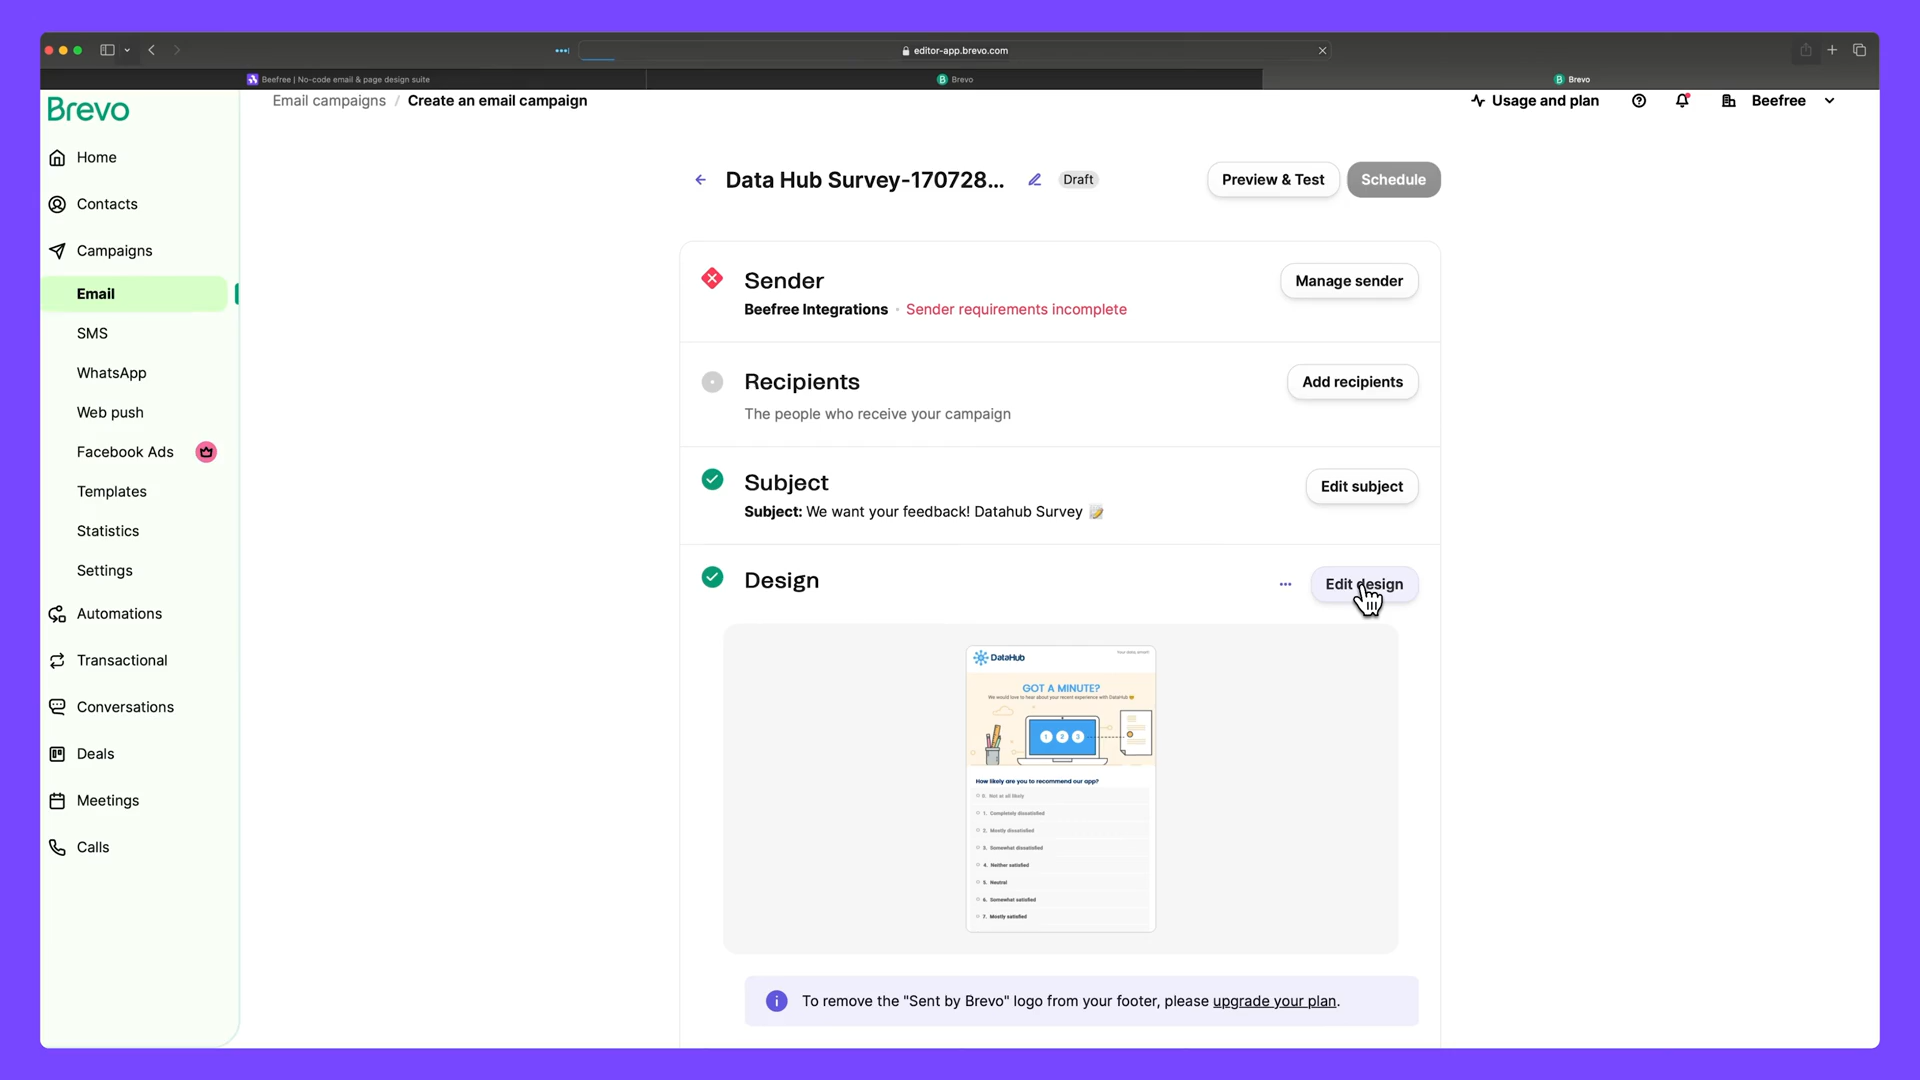 editor-app.brevo.com
Beefree | No-code email & page design suite
Brevo
Brevo
Brevo
Email campaigns / Create an email campaign
Usage and plan
Beefree
Home
Contacts
Campaigns
Email
SMS
WhatsApp
Web push
Facebook Ads
Templates
Statistics
Settings
Automations
Transactional
Conversations
Deals
Meetings
Calls
Data Hub Survey-170728...
Draft
Preview & Test
Schedule
Sender
Beefree Integrations · Sender requirements incomplete
Manage sender
Recipients
The people who receive your campaign
Add recipients
Subject
Subject: We want your feedback! Datahub Survey 📝
Edit subject
Design
Edit design
DataHub
Your data, smart
GOT A MINUTE?
We would love to hear about your recent experience with DataHub
1 2 3
How likely are you to recommend our app?
0. Not at all likely
1. Completely dissatisfied
2. Mostly dissatisfied
3. Somewhat dissatisfied
4. Neither satisfied
5. Neutral
6. Somewhat satisfied
7. Mostly satisfied
To remove the "Sent by Brevo" logo from your footer, please upgrade your plan.